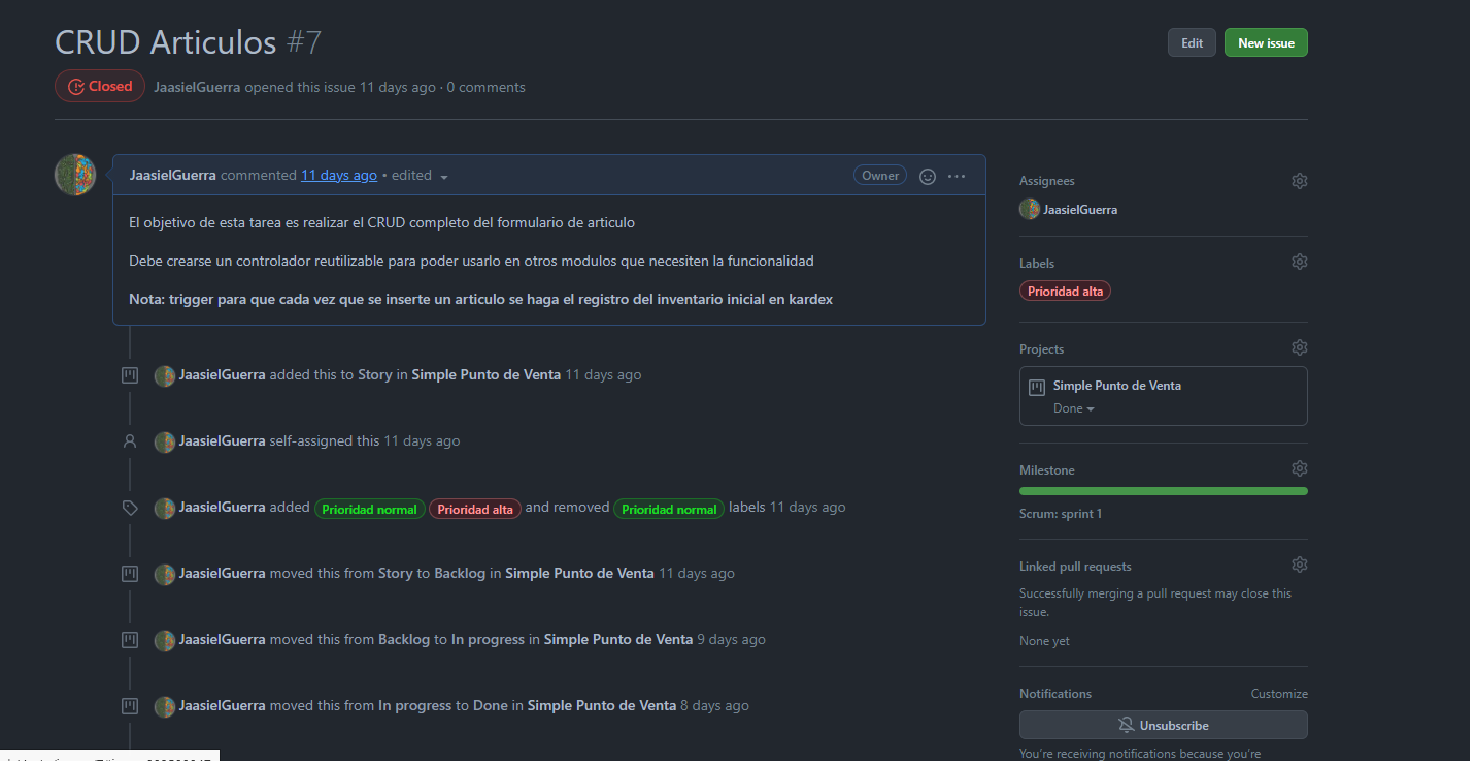 CRUD Articulos #7
Edit
New issue
Closed
JaasielGuerra opened this issue 11 days ago · 0 comments
JaasielGuerra commented 11 days ago • edited
Owner
El objetivo de esta tarea es realizar el CRUD completo del formulario de articulo
Debe crearse un controlador reutilizable para poder usarlo en otros modulos que necesiten la funcionalidad
Nota: trigger para que cada vez que se inserte un articulo se haga el registro del inventario inicial en kardex
JaasielGuerra added this to Story in Simple Punto de Venta 11 days ago
JaasielGuerra self-assigned this 11 days ago
JaasielGuerra added Prioridad normal Prioridad alta and removed Prioridad normal labels 11 days ago
JaasielGuerra moved this from Story to Backlog in Simple Punto de Venta 11 days ago
JaasielGuerra moved this from Backlog to In progress in Simple Punto de Venta 9 days ago
JaasielGuerra moved this from In progress to Done in Simple Punto de Venta 8 days ago
Assignees
JaasielGuerra
Labels
Prioridad alta
Projects
Simple Punto de Venta
Done
Milestone
Scrum: sprint 1
Linked pull requests
Successfully merging a pull request may close this
issue.
None yet
Notifications
Customize
Unsubscribe
You're receiving notifications because you're